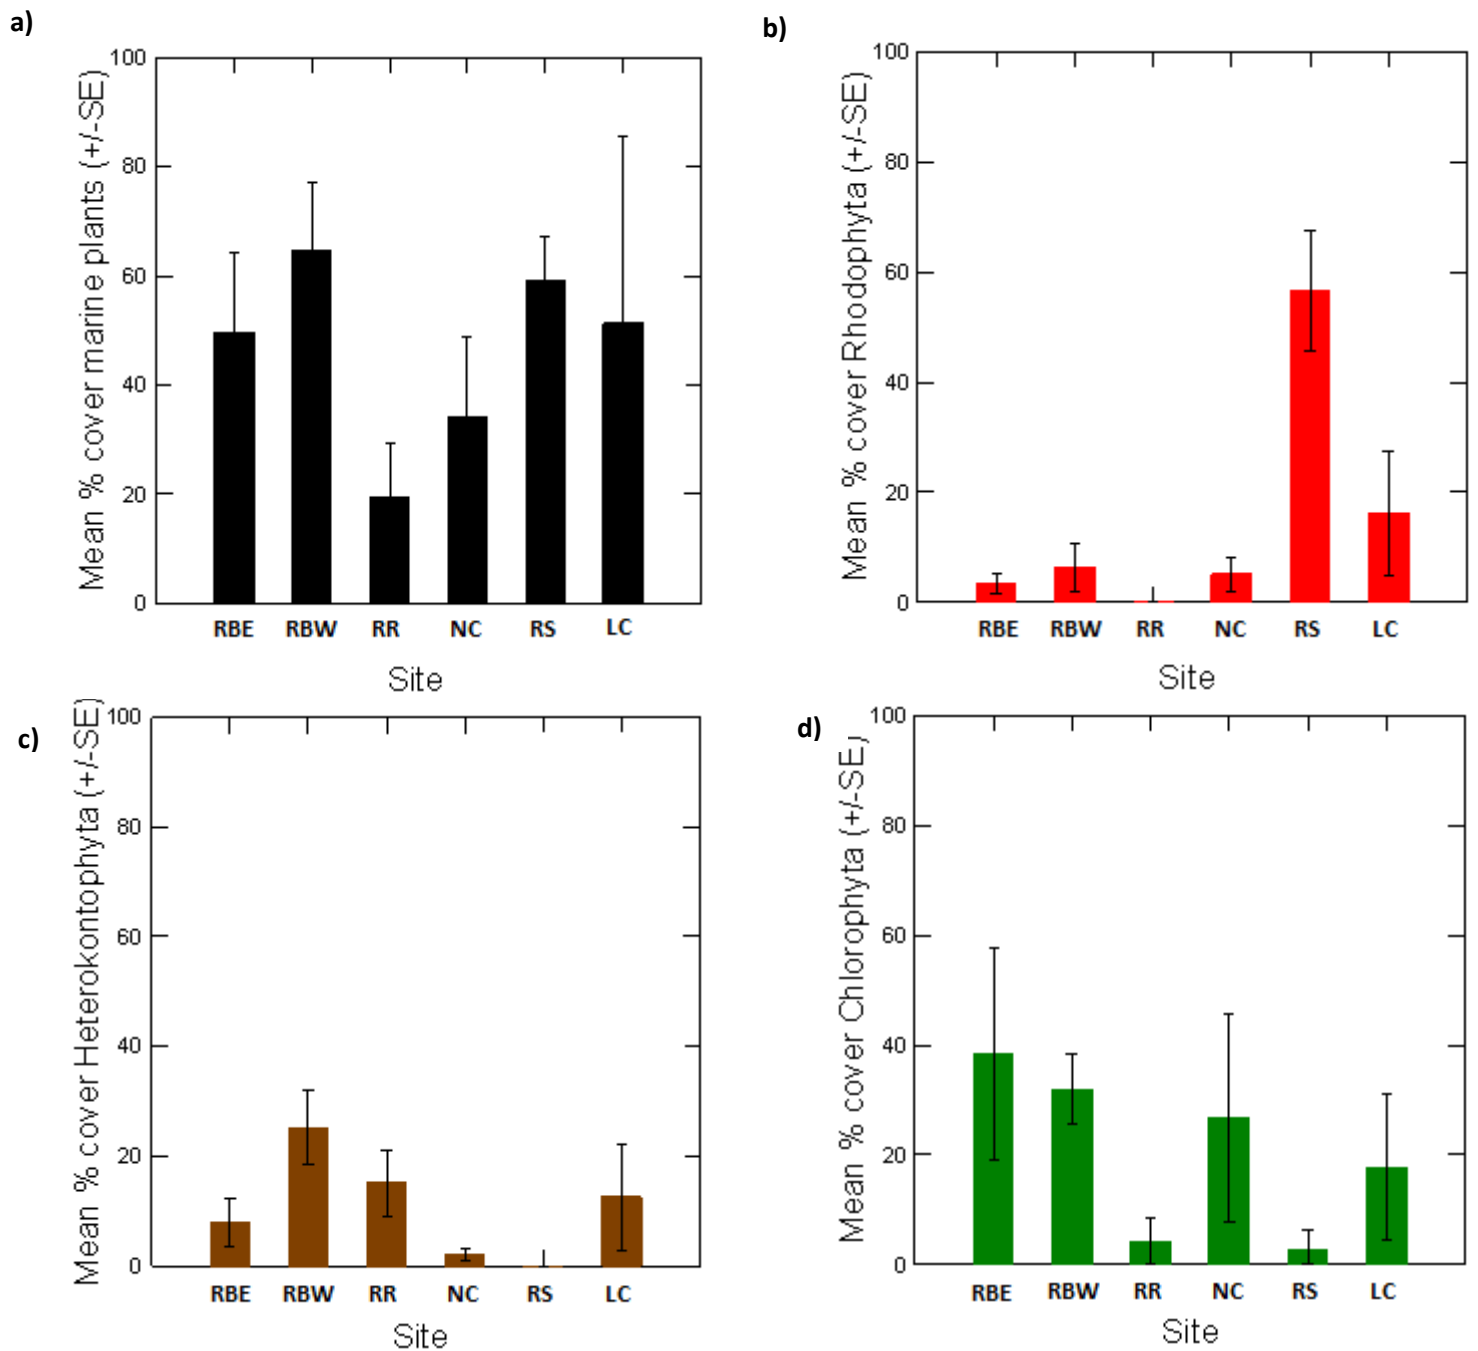 a)
Mean % cover marine plants (+/-SE)
100
80
60
40
20
0
RBE RBW RR NC RS LC
Site
b)
Mean % cover Rhodophyta (+/-SE)
100
80
60
40
20
0
RBE RBW RR NC RS LC
Site
c)
Mean % cover Heterokontophyta (+/-SE)
100
80
60
40
20
0
RBE RBW RR NC RS LC
Site
d)
Mean % cover Chlorophyta (+/-SE)
100
80
60
40
20
0
RBE RBW RR NC RS LC
Site